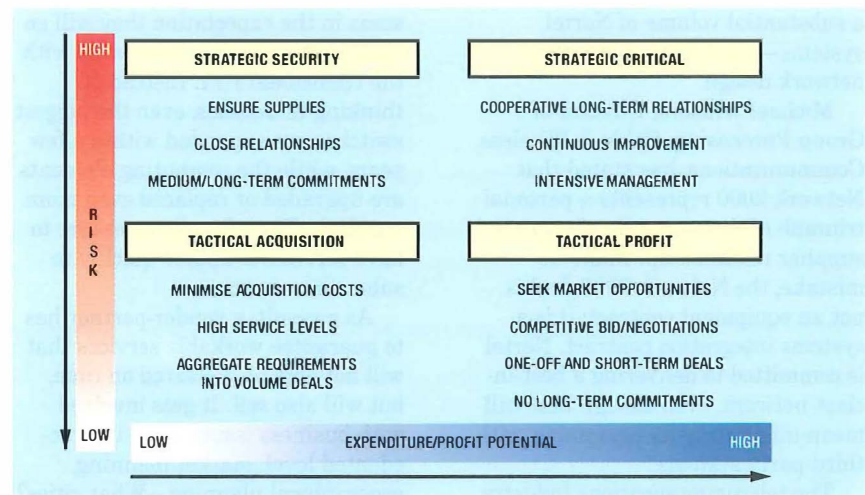 HIGH
STRATEGIC SECURITY
ENSURE SUPPLIES
CLOSE RELATIONSHIPS
MEDIUM/LONG-TERM COMMITMENTS
STRATEGIC CRITICAL
COOPERATIVE LONG-TERM RELATIONSHIPS
CONTINUOUS IMPROVEMENT
INTENSIVE MANAGEMENT
RISK
TACTICAL ACQUISITION
MINIMISE ACQUISITION COSTS
HIGH SERVICE LEVELS
AGGREGATE REQUIREMENTS
INTO VOLUME DEALS
TACTICAL PROFIT
SEEK MARKET OPPORTUNITIES
COMPETITIVE BID/NEGOTIATIONS
ONE-OFF AND SHORT-TERM DEALS
NO LONG-TERM COMMITMENTS
LOW
LOW EXPENDITURE/PROFIT POTENTIAL HIGH